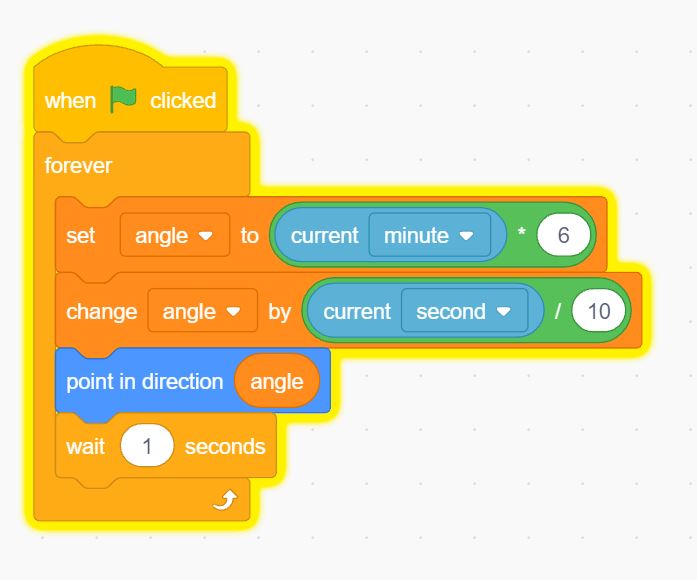 when clicked
forever
set angle to current minute * 6
change angle by current second / 10
point in direction angle
wait 1 seconds